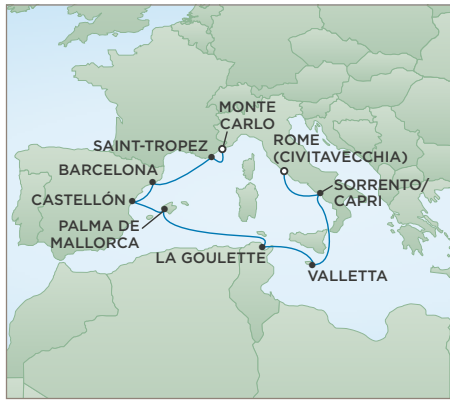 MONTE
CARLO
ROME
(CIVITAVECCHIA)
SAINT-TROPEZ
BARCELONA
SORRENTO/
CAPRI
CASTELLÓN
PALMA DE
MALLORCA
LA GOULETTE
VALLETTA